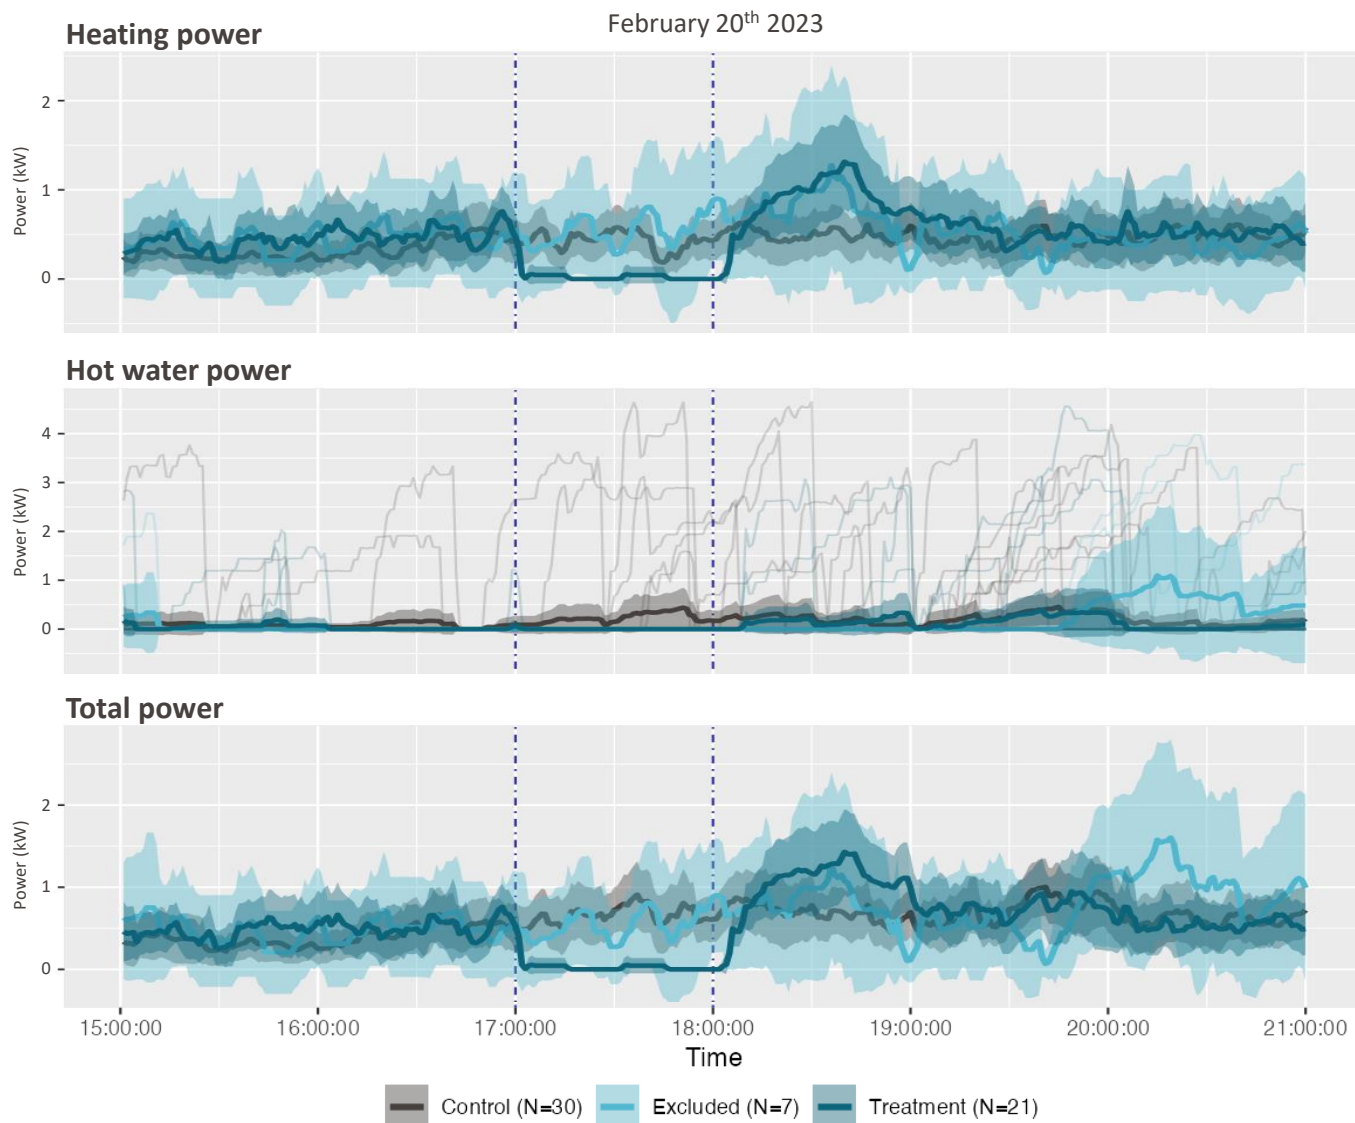 February 20th 2023
Heating power
Power (kW)
2
1
0
Hot water power
Power (kW)
4
3
2
1
0
Total power
Power (kW)
2
1
0
15:00:00 16:00:00 17:00:00 18:00:00 19:00:00 20:00:00 21:00:00
Time
Control (N=30) Excluded (N=7) Treatment (N=21)